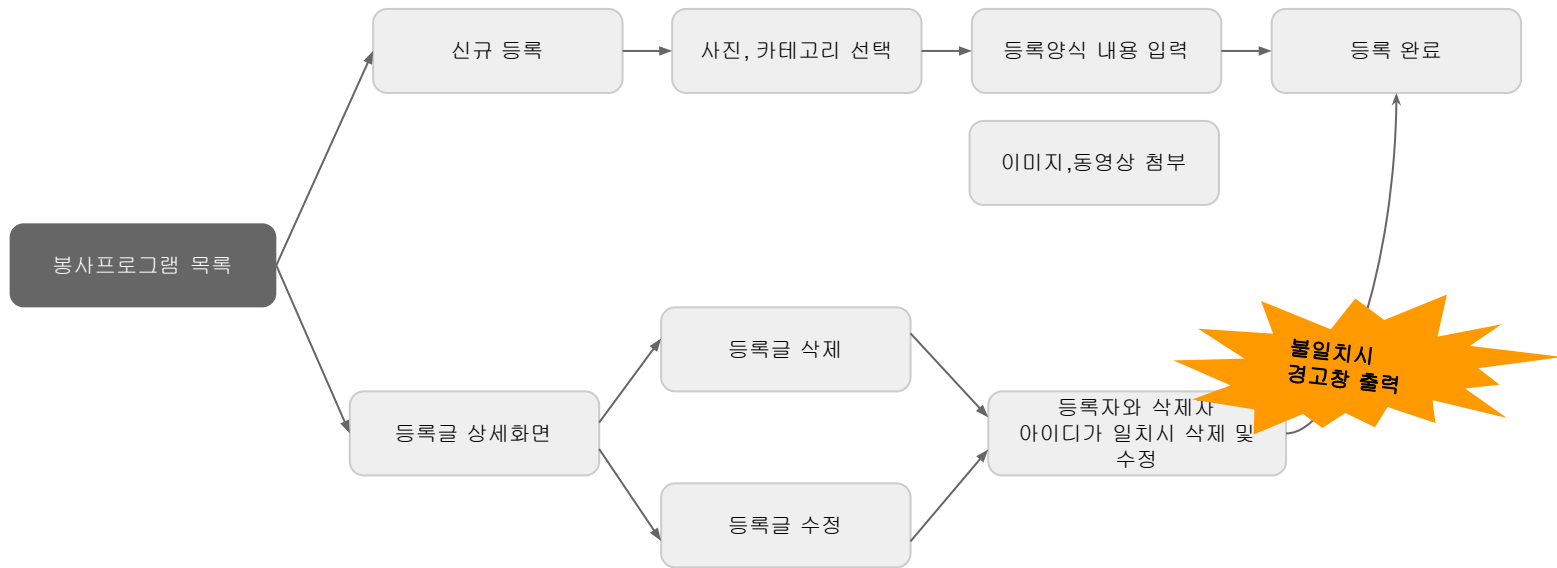 신규 등록
사진, 카테고리 선택
등록양식 내용 입력
등록 완료
이미지,동영상 첨부
봉사프로그램 목록
등록글 삭제
불일치시
경고창 출력
등록글 상세화면
등록자와 삭제자
아이디가 일치시 삭제 및
수정
등록글 수정